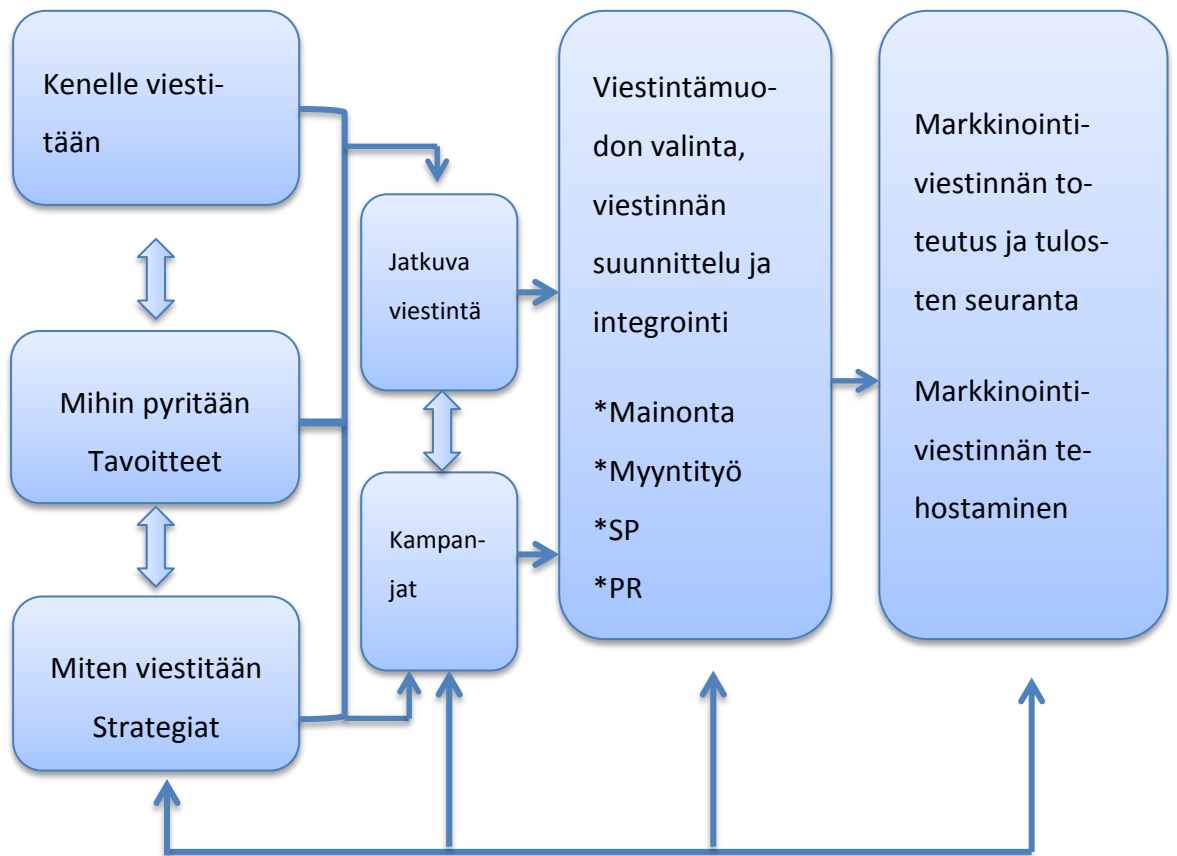 Kenelle viesti-
tään
Mihin pyritään
Tavoitteet
Miten viestitään
Strategiat
Jatkuva
viestintä
Kampan-
jat
Viestintämuo-
don valinta,
viestinnän
suunnittelu ja
integrointi
*Mainonta
*Myyntityö
*SP
*PR
Markkinointi-
viestinnän to-
teutus ja tulos-
ten seuranta
Markkinointi-
viestinnän te-
hostaminen